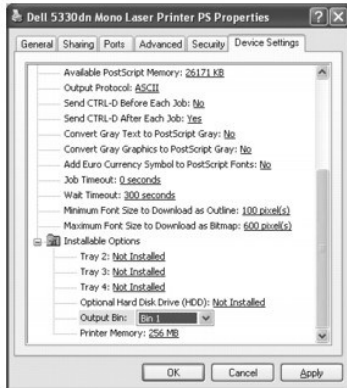 Dell 5330dn Mono Laser Printer PS Properties
General Sharing Ports Advanced Security Device Settings
Available PostScript Memory: 26171 KB
Output Protocol: ASCII
Send CTRL-D Before Each Job: No
Send CTRL-D After Each Job: Yes
Convert Gray Text to PostScript Gray: No
Convert Gray Graphics to PostScript Gray: No
Add Euro Currency Symbol to PostScript Fonts: No
Job Timeout: 0 seconds
Wait Timeout: 300 seconds
Minimum Font Size to Download as Outline: 100 pixel(s)
Maximum Font Size to Download as Bitmap: 600 pixel(s)
Installable Options
Tray 2: Not Installed
Tray 3: Not Installed
Tray 4: Not Installed
Optional Hard Disk Drive (HDD): Not Installed
Output Bin: Bin 1
Printer Memory: 256 MB
OK Cancel Apply